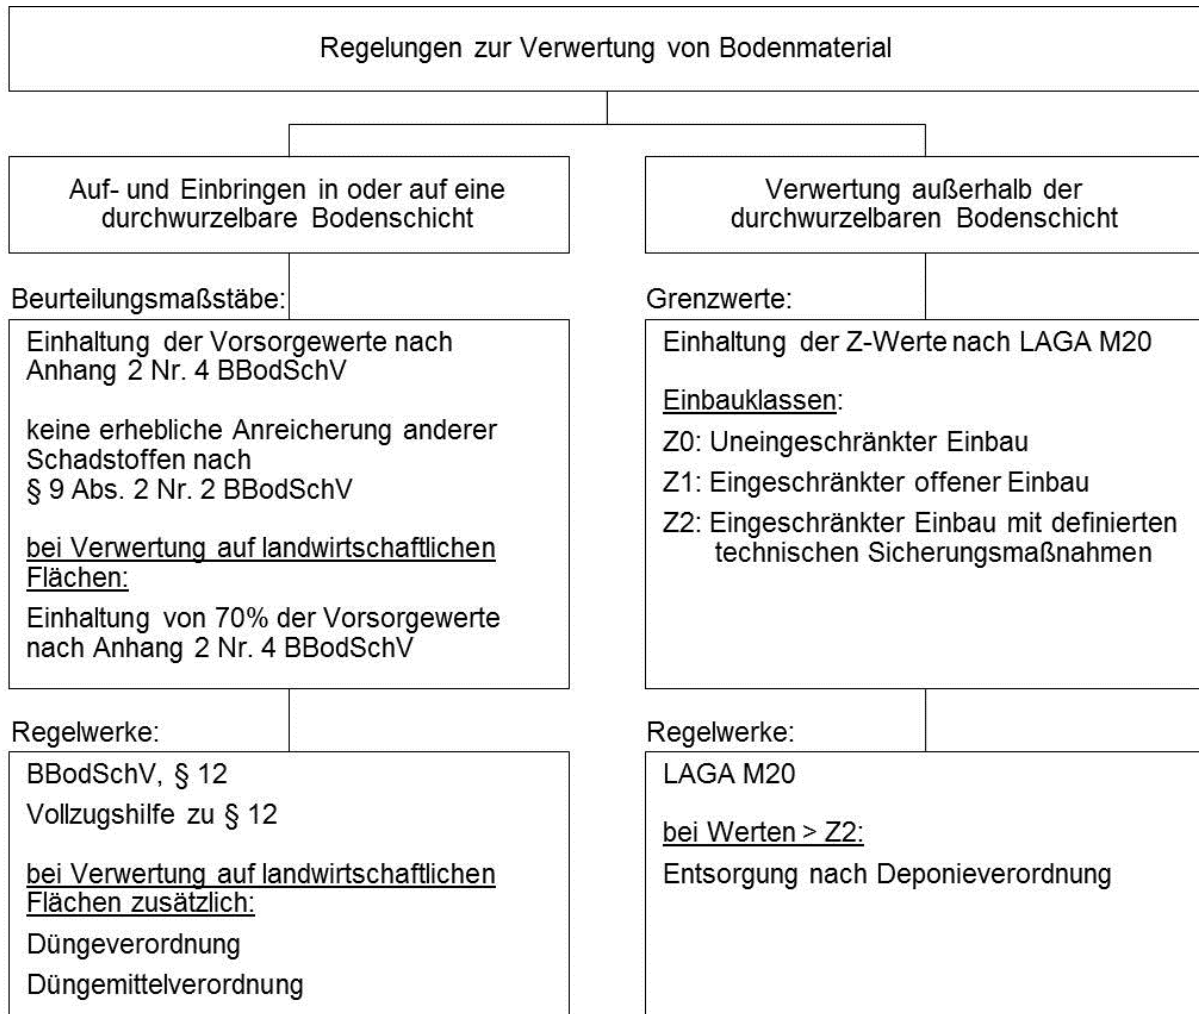 Regelungen zur Verwertung von Bodenmaterial
Auf- und Einbringen in oder auf eine
durchwurzelbare Bodenschicht
Beurteilungsmaßstäbe:
Einhaltung der Vorsorgewerte nach
Anhang 2 Nr. 4 BBodSchV
keine erhebliche Anreicherung anderer
Schadstoffen nach
§ 9 Abs. 2 Nr. 2 BBodSchV
bei Verwertung auf landwirtschaftlichen
Flächen:
Einhaltung von 70% der Vorsorgewerte
nach Anhang 2 Nr. 4 BBodSchV
Regelwerke:
BBodSchV, § 12
Vollzugshilfe zu § 12
bei Verwertung auf landwirtschaftlichen
Flächen zusätzlich:
Düngeverordnung
Düngemittelverordnung
Verwertung außerhalb der
durchwurzelbaren Bodenschicht
Grenzwerte:
Einhaltung der Z-Werte nach LAGA M20
Einbauklassen:
Z0: Uneingeschränkter Einbau
Z1: Eingeschränkter offener Einbau
Z2: Eingeschränkter Einbau mit definierten
technischen Sicherungsmaßnahmen
Regelwerke:
LAGA M20
bei Werten > Z2:
Entsorgung nach Deponieverordnung